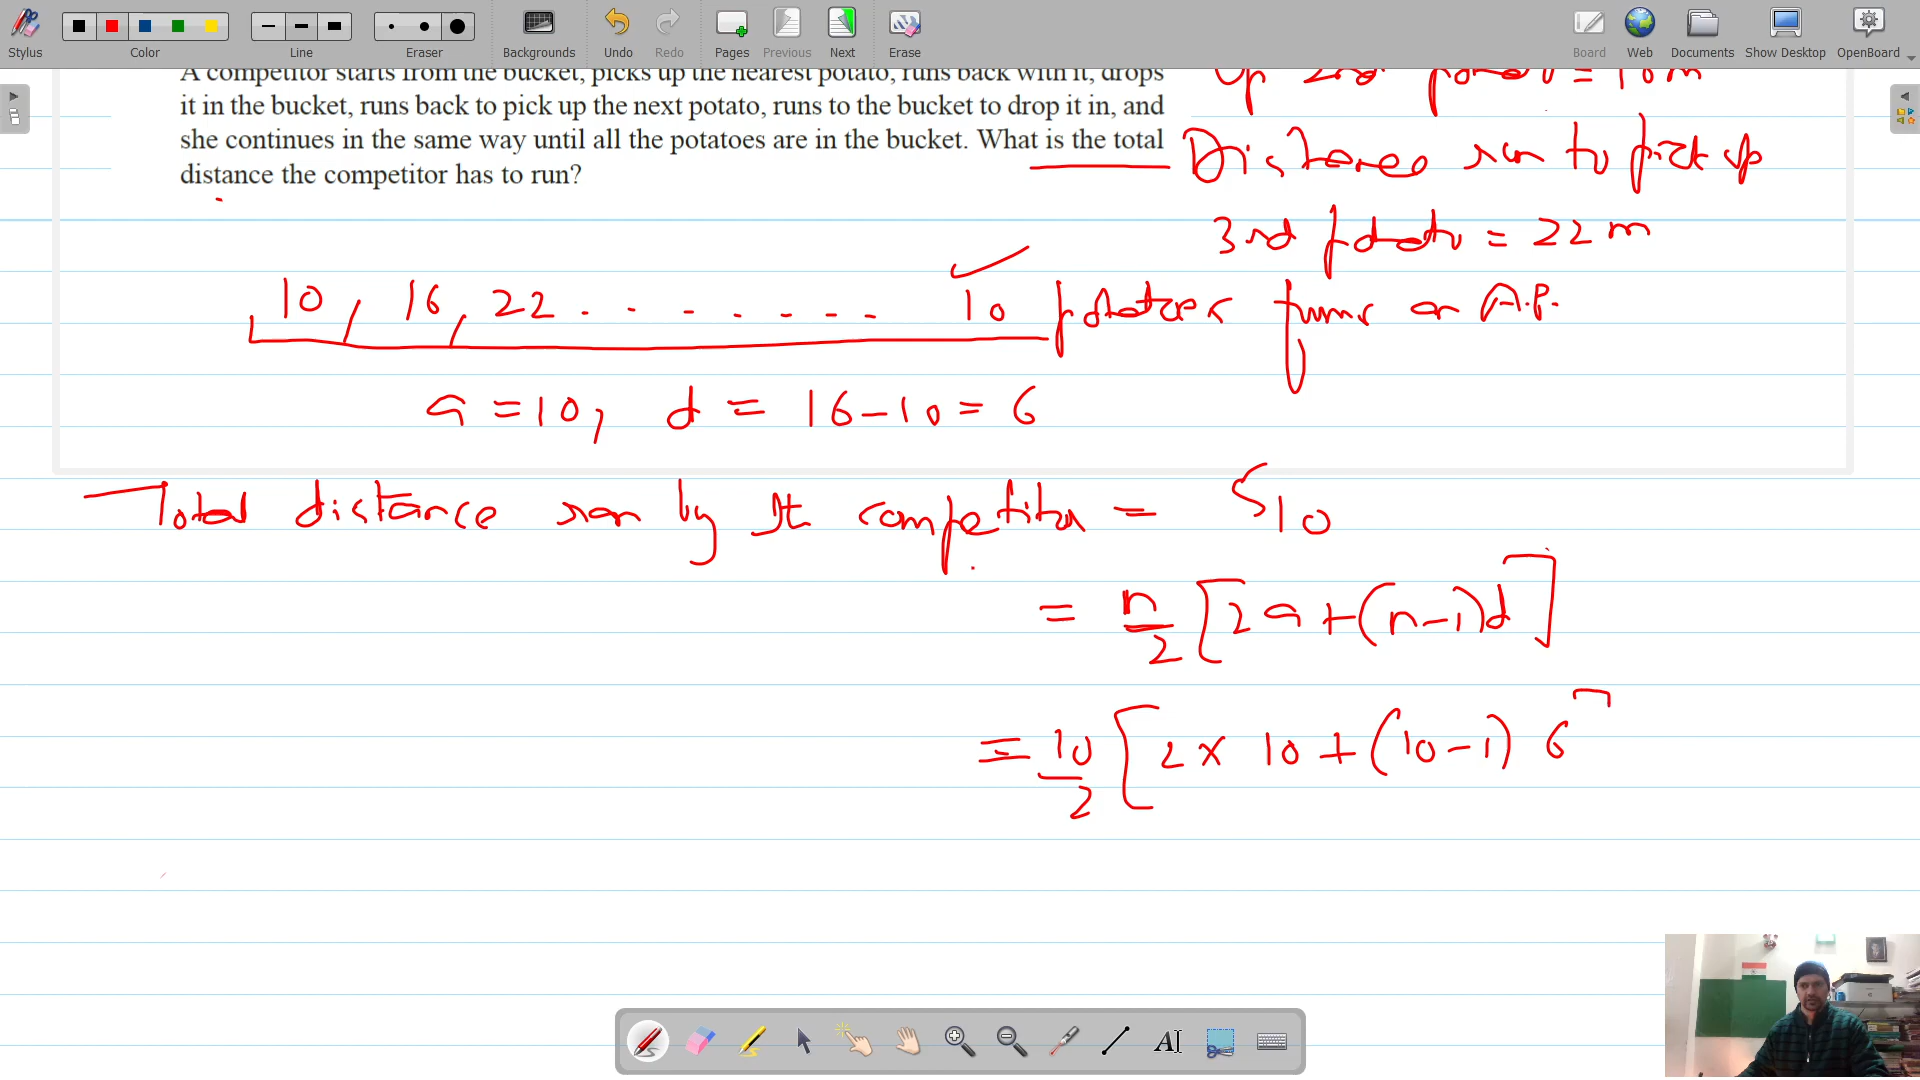 Stylus Color Line Eraser Backgrounds Undo Redo Pages Previous Next Erase Board Web Documents Show Desktop OpenBoard
A competitor starts from the bucket, picks up the nearest potato, runs back with it, drops
it in the bucket, runs back to pick up the next potato, runs to the bucket to drop it in, and
she continues in the same way until all the potatoes are in the bucket. What is the total
distance the competitor has to run?
up 2nd potato = 16 m
Distance run to pick up
3rd potato = 22 m
10, 16, 22 . . . . . . . 10 potatoes forms an A.P.
a = 10, d = 16 - 10 = 6
Total distance run by the competitor = S10
= n/2 [2a + (n-1)d]
= 10/2 [2 × 10 + (10-1) 6